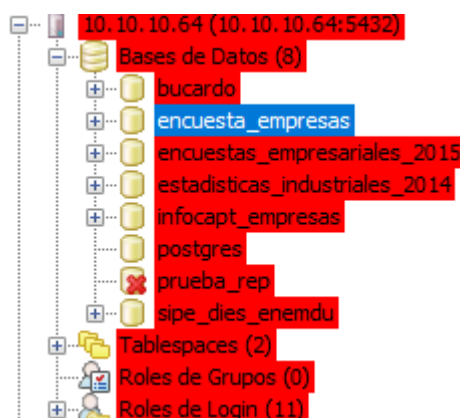 10.10.10.64 (10.10.10.64:5432)
Bases de Datos (8)
bucardo
encuesta_empresas
encuestas_empresariales_2015
estadisticas_industriales_2014
infocapt_empresas
postgres
prueba_rep
sipe_dies_enemdu
Tablespaces (2)
Roles de Grupos (0)
Roles de Login (11)